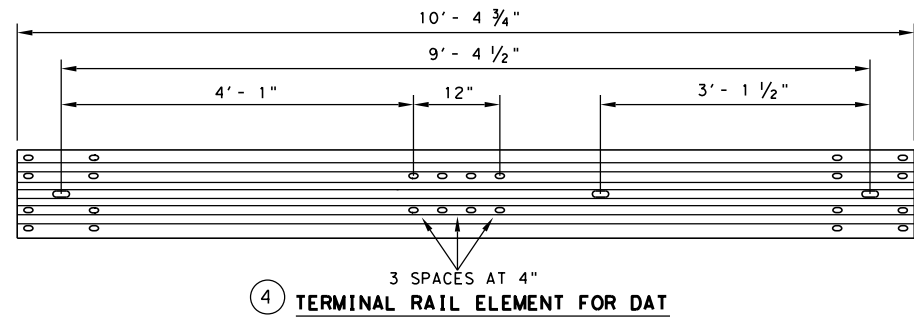 10'- 4 ¾"
9'- 4 ½"
4'- 1" 12" 3'- 1 ½"
3 SPACES AT 4"
4 TERMINAL RAIL ELEMENT FOR DAT